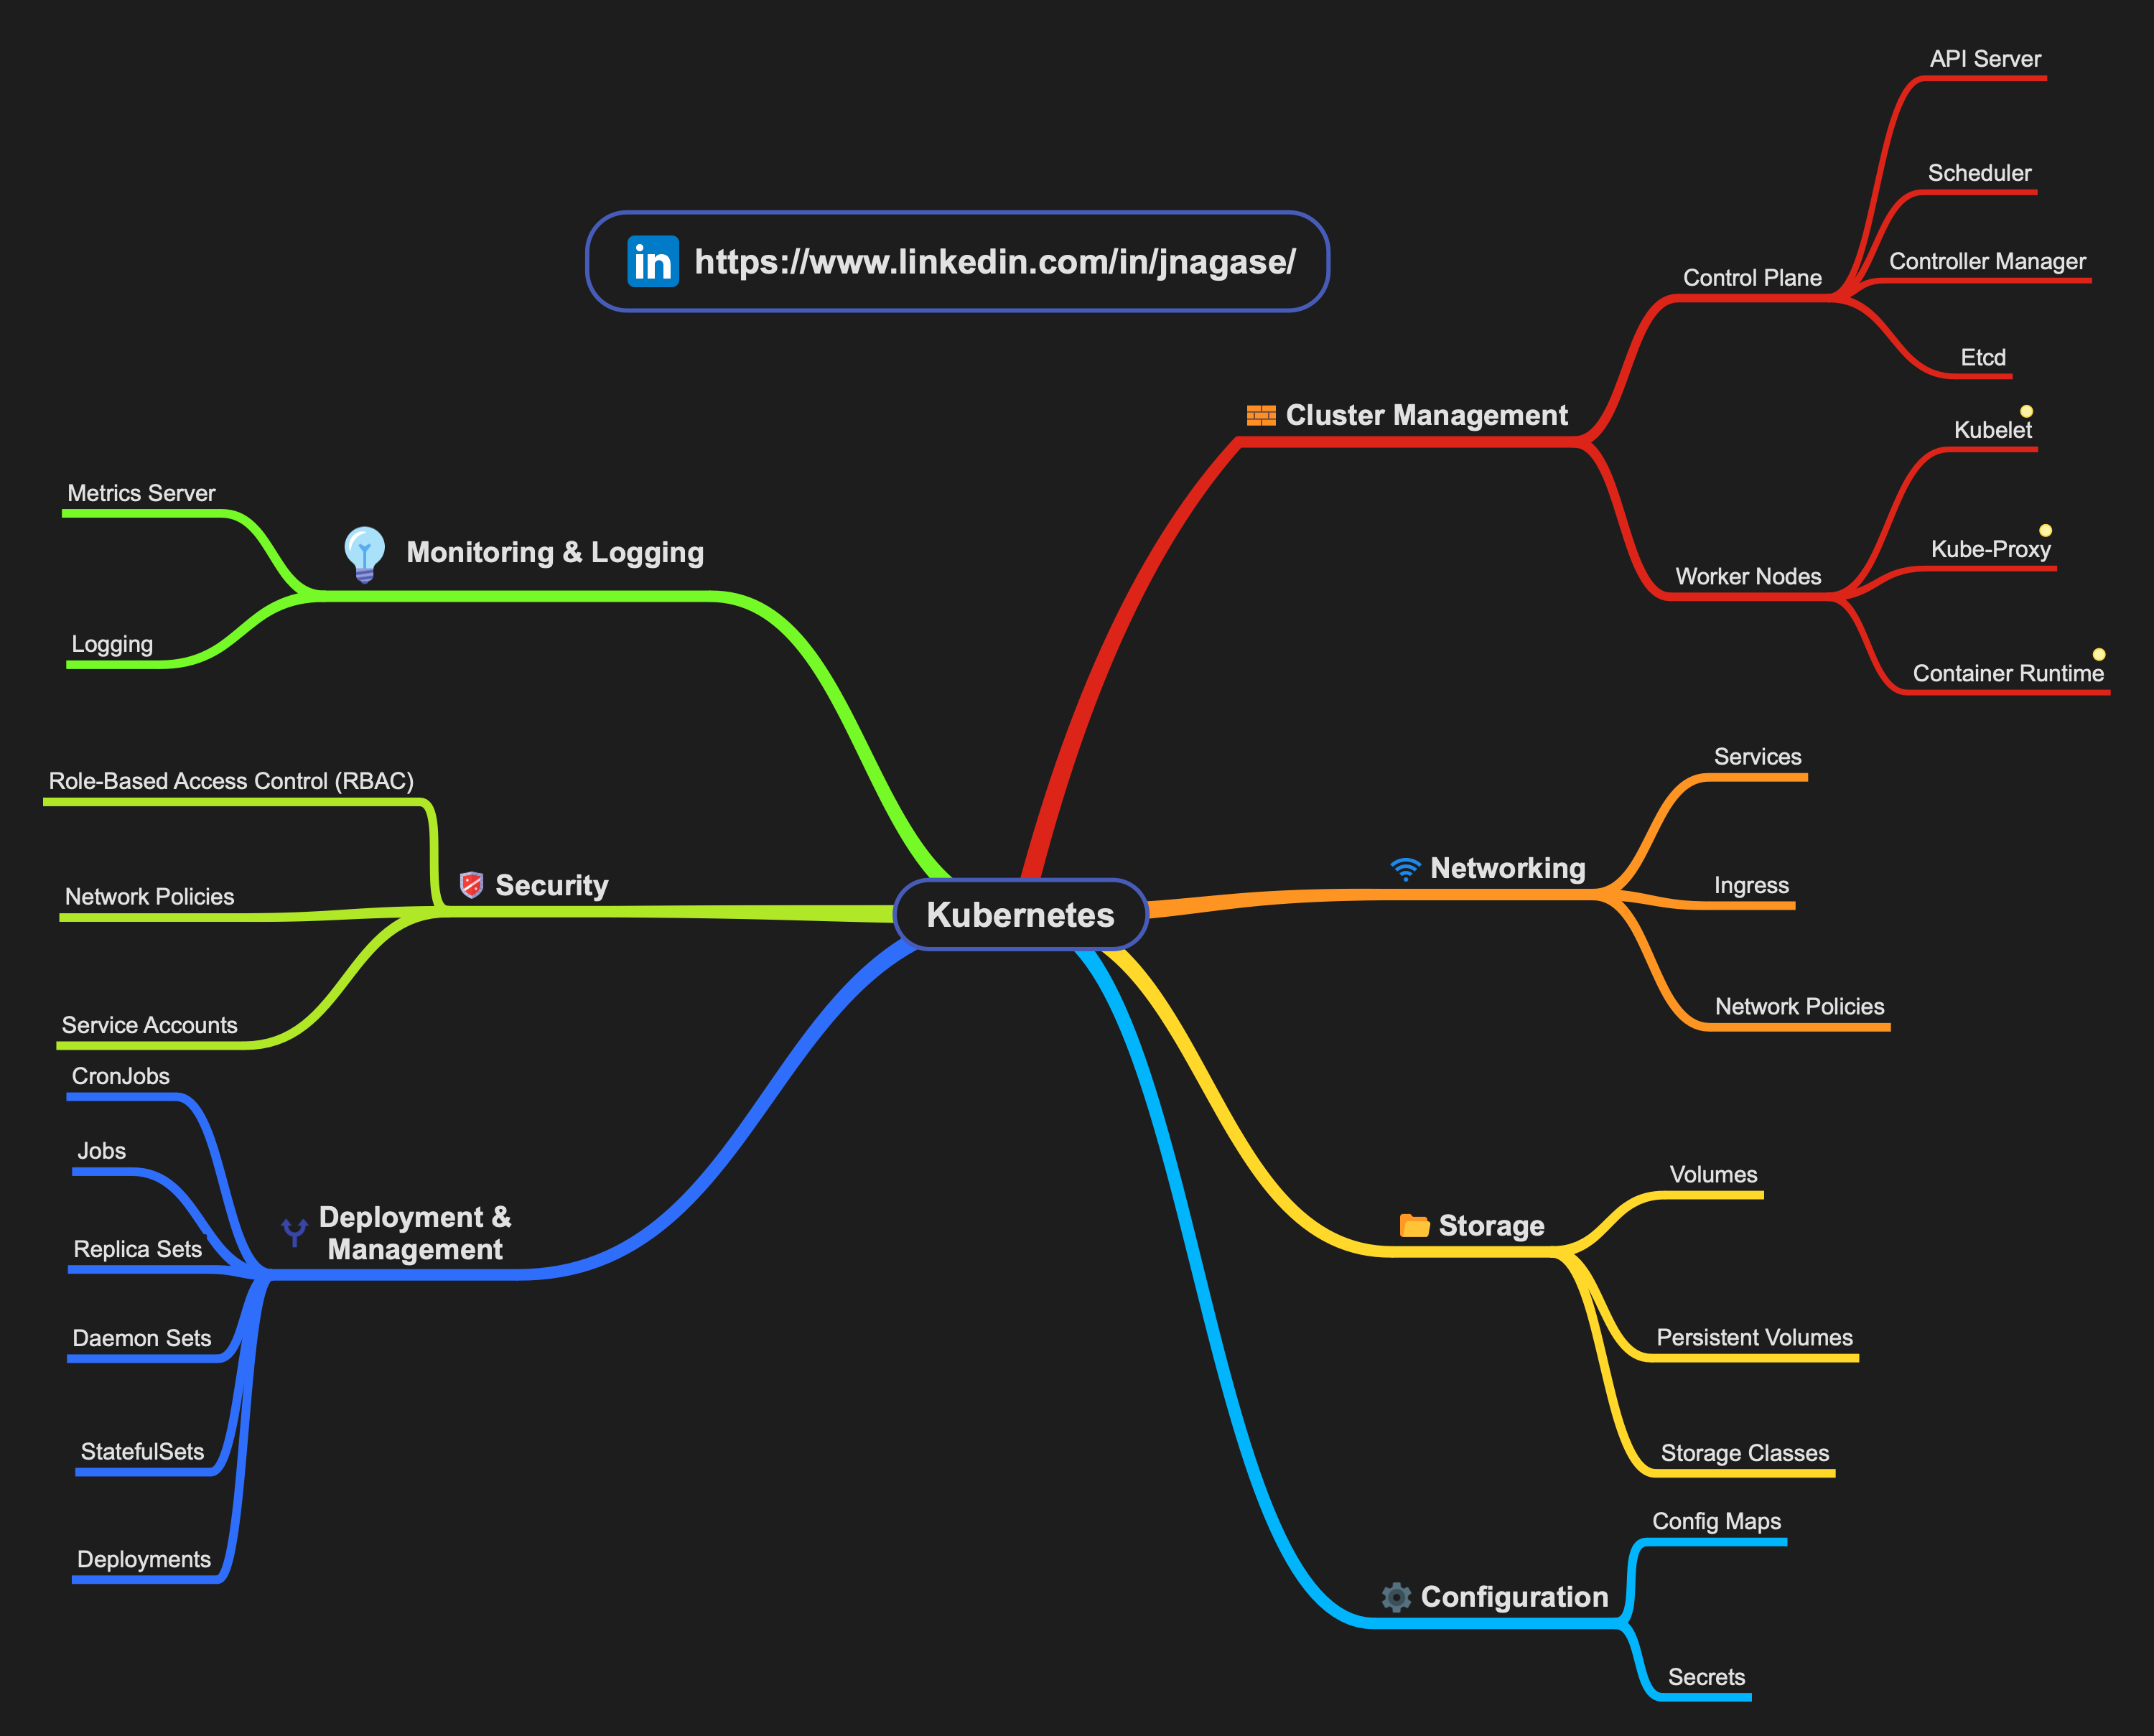 in https://www.linkedin.com/in/jnagase/
Kubernetes
Cluster Management
Control Plane
API Server
Scheduler
Controller Manager
Etcd
Worker Nodes
Kubelet
Kube-Proxy
Container Runtime
Networking
Services
Ingress
Network Policies
Storage
Volumes
Persistent Volumes
Storage Classes
Configuration
Config Maps
Secrets
Monitoring & Logging
Metrics Server
Logging
Security
Role-Based Access Control (RBAC)
Network Policies
Service Accounts
Deployment &
Management
CronJobs
Jobs
Replica Sets
Daemon Sets
StatefulSets
Deployments